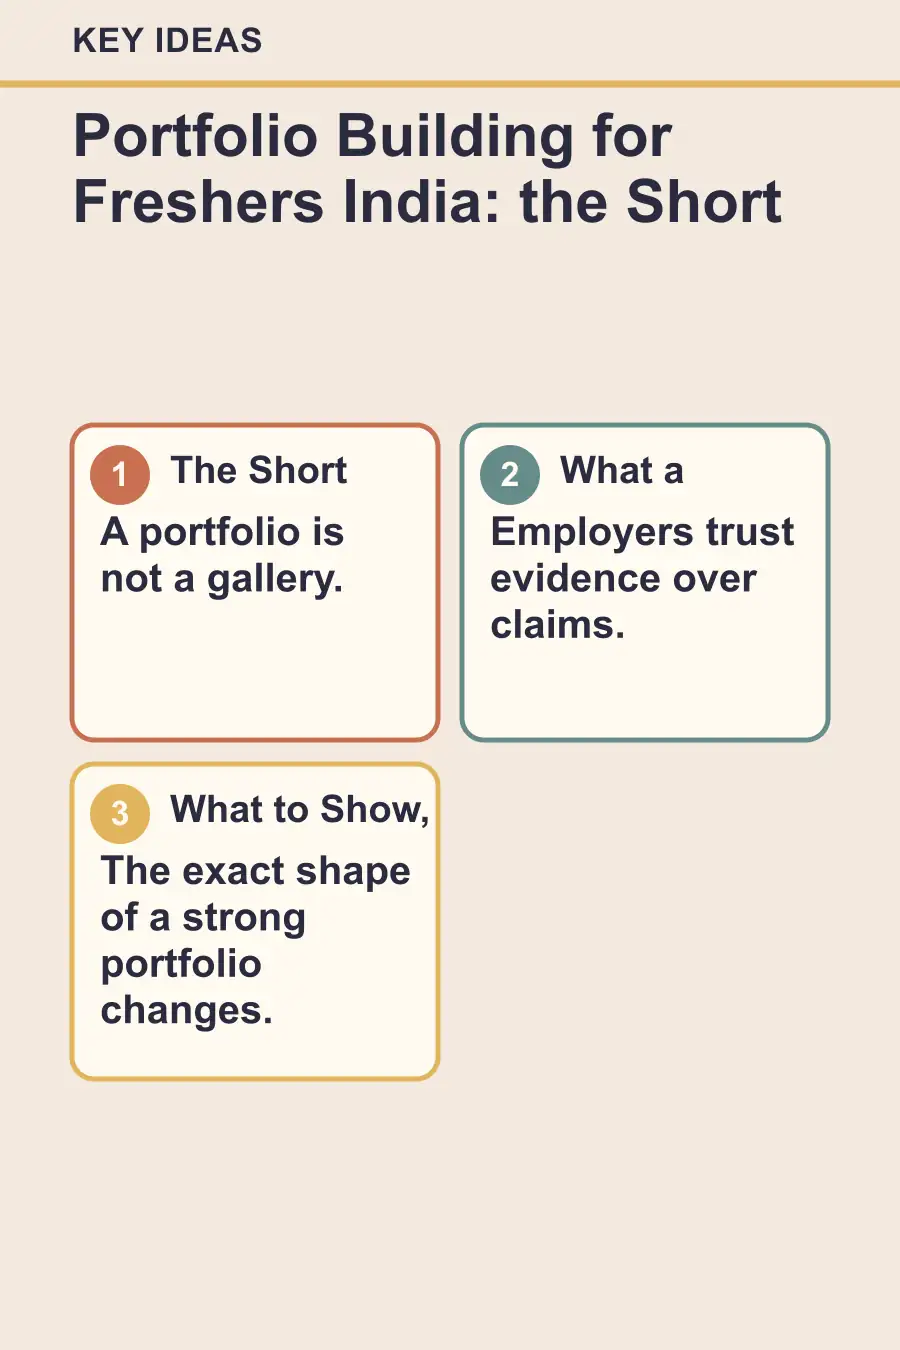 KEY IDEAS
Portfolio Building for
Freshers India: the Short
1 The Short
A portfolio is
not a gallery.
2 What a
Employers trust
evidence over
claims.
3 What to Show,
The exact shape
of a strong
portfolio
changes.